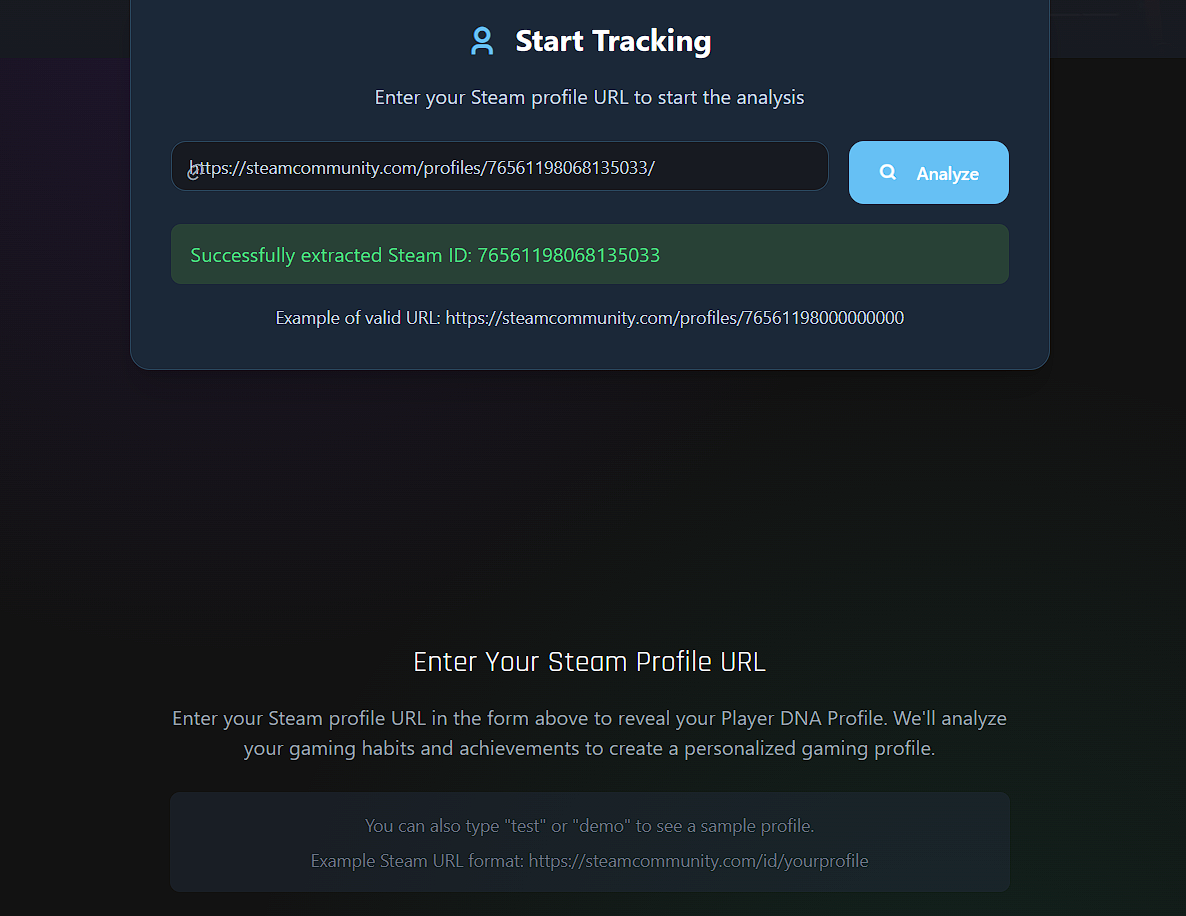 Start Tracking
Enter your Steam profile URL to start the analysis
https://steamcommunity.com/profiles/76561198068135033/
Analyze
Successfully extracted Steam ID: 76561198068135033
Example of valid URL: https://steamcommunity.com/profiles/76561198000000000
Enter Your Steam Profile URL
Enter your Steam profile URL in the form above to reveal your Player DNA Profile. We'll analyze
your gaming habits and achievements to create a personalized gaming profile.
You can also type "test" or "demo" to see a sample profile.
Example Steam URL format: https://steamcommunity.com/id/yourprofile